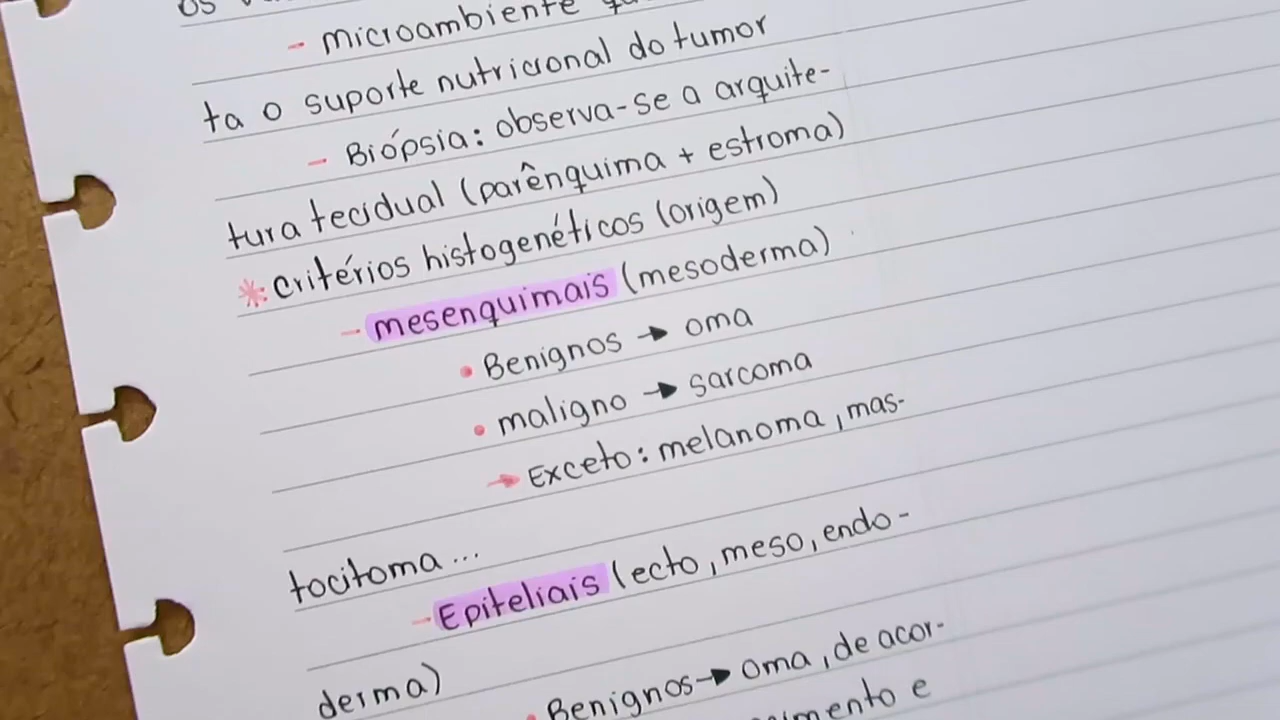 os
- microambiente
ta o suporte nutricional do tumor
- Biópsia: observa-se a arquite-
tura tecidual (parênquima + estroma)
* Critérios histogenéticos (origem)
- mesenquimais (mesoderma)
• Benignos → oma
• maligno → sarcoma
→ Exceto: melanoma, mas-
tocitoma...
- Epiteliais (ecto, meso, endo-
derma)
• Benignos → oma, de acor-
e